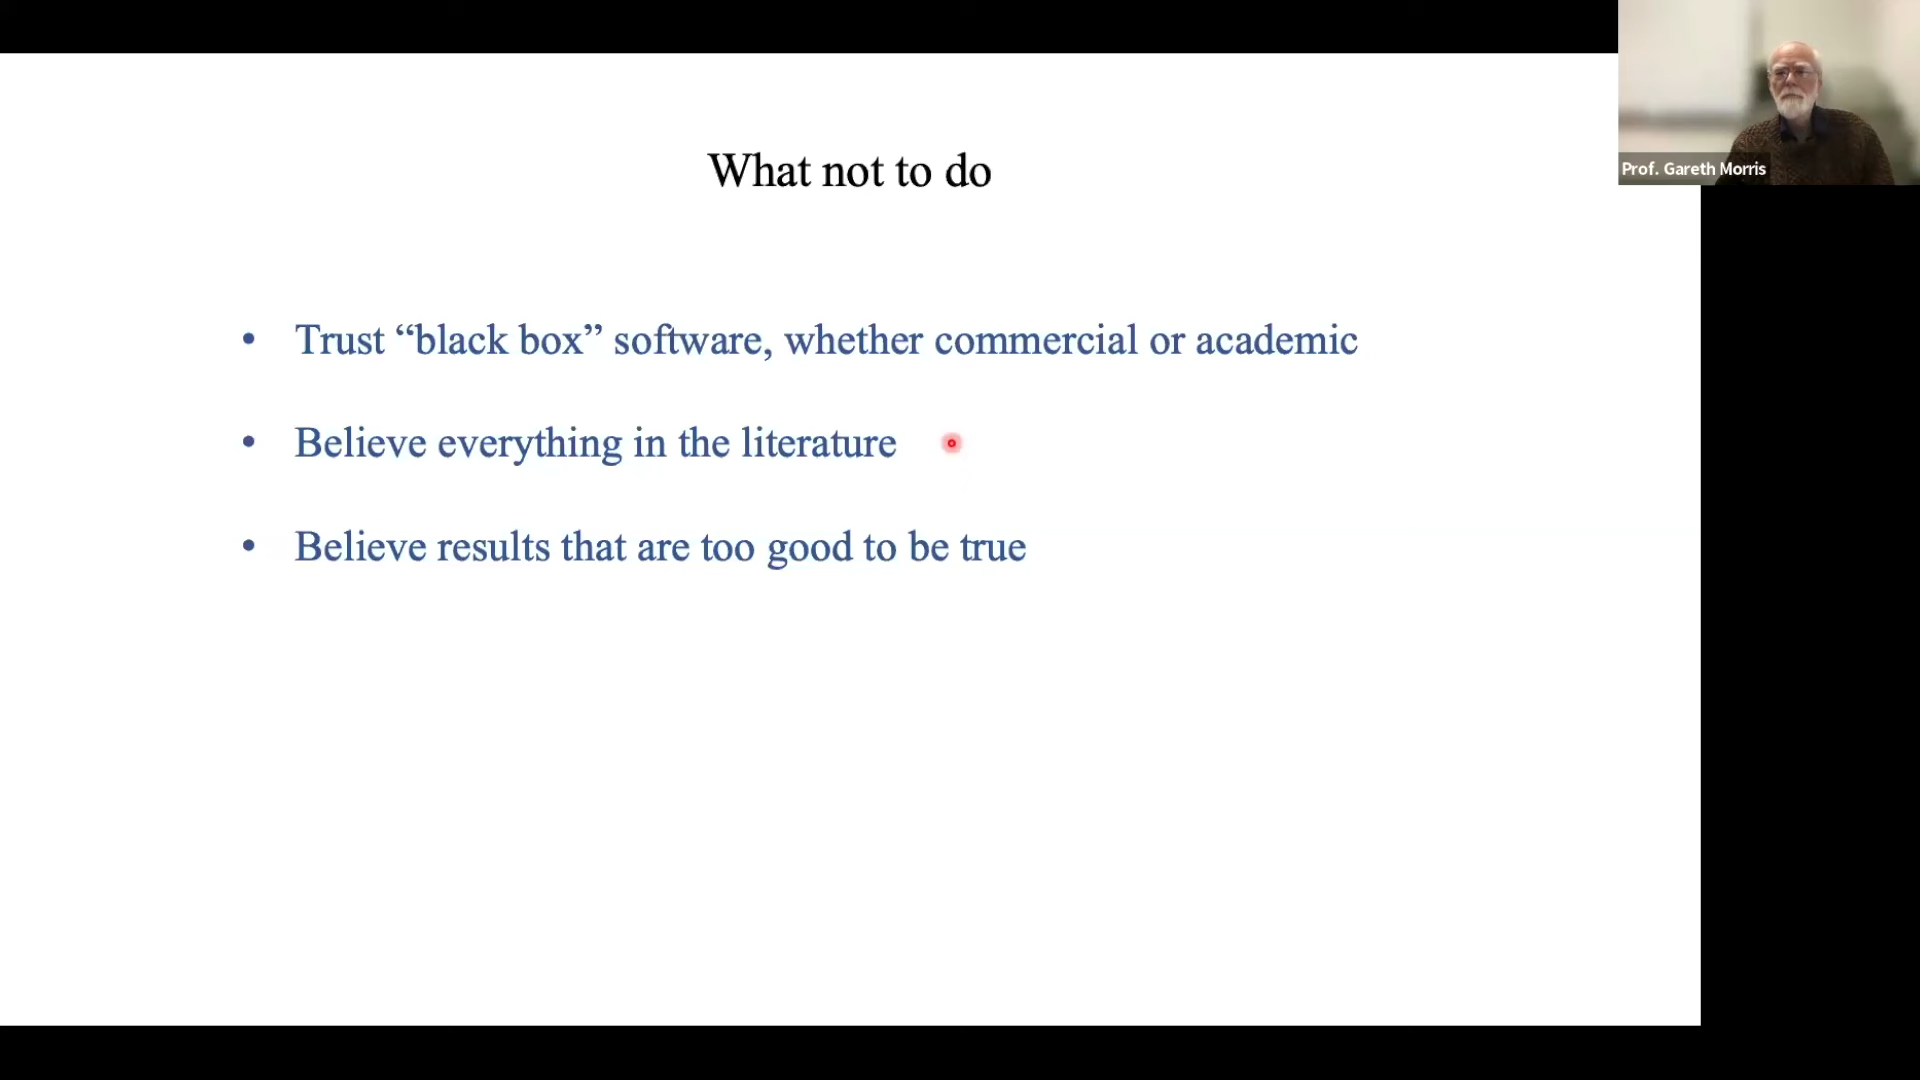 Prof. Gareth Morris
What not to do
• Trust “black box” software, whether commercial or academic
• Believe everything in the literature
• Believe results that are too good to be true